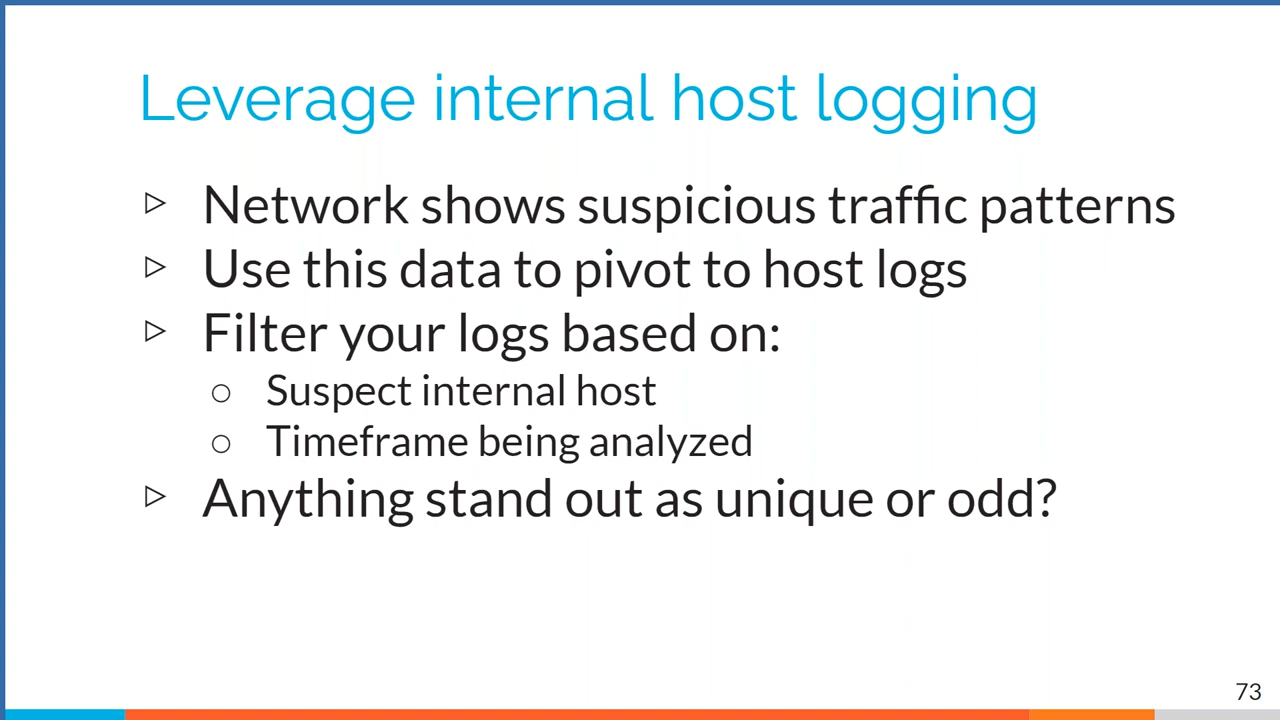 Leverage internal host logging
▷ Network shows suspicious traffic patterns
▷ Use this data to pivot to host logs
▷ Filter your logs based on:
○ Suspect internal host
○ Timeframe being analyzed
▷ Anything stand out as unique or odd?
73